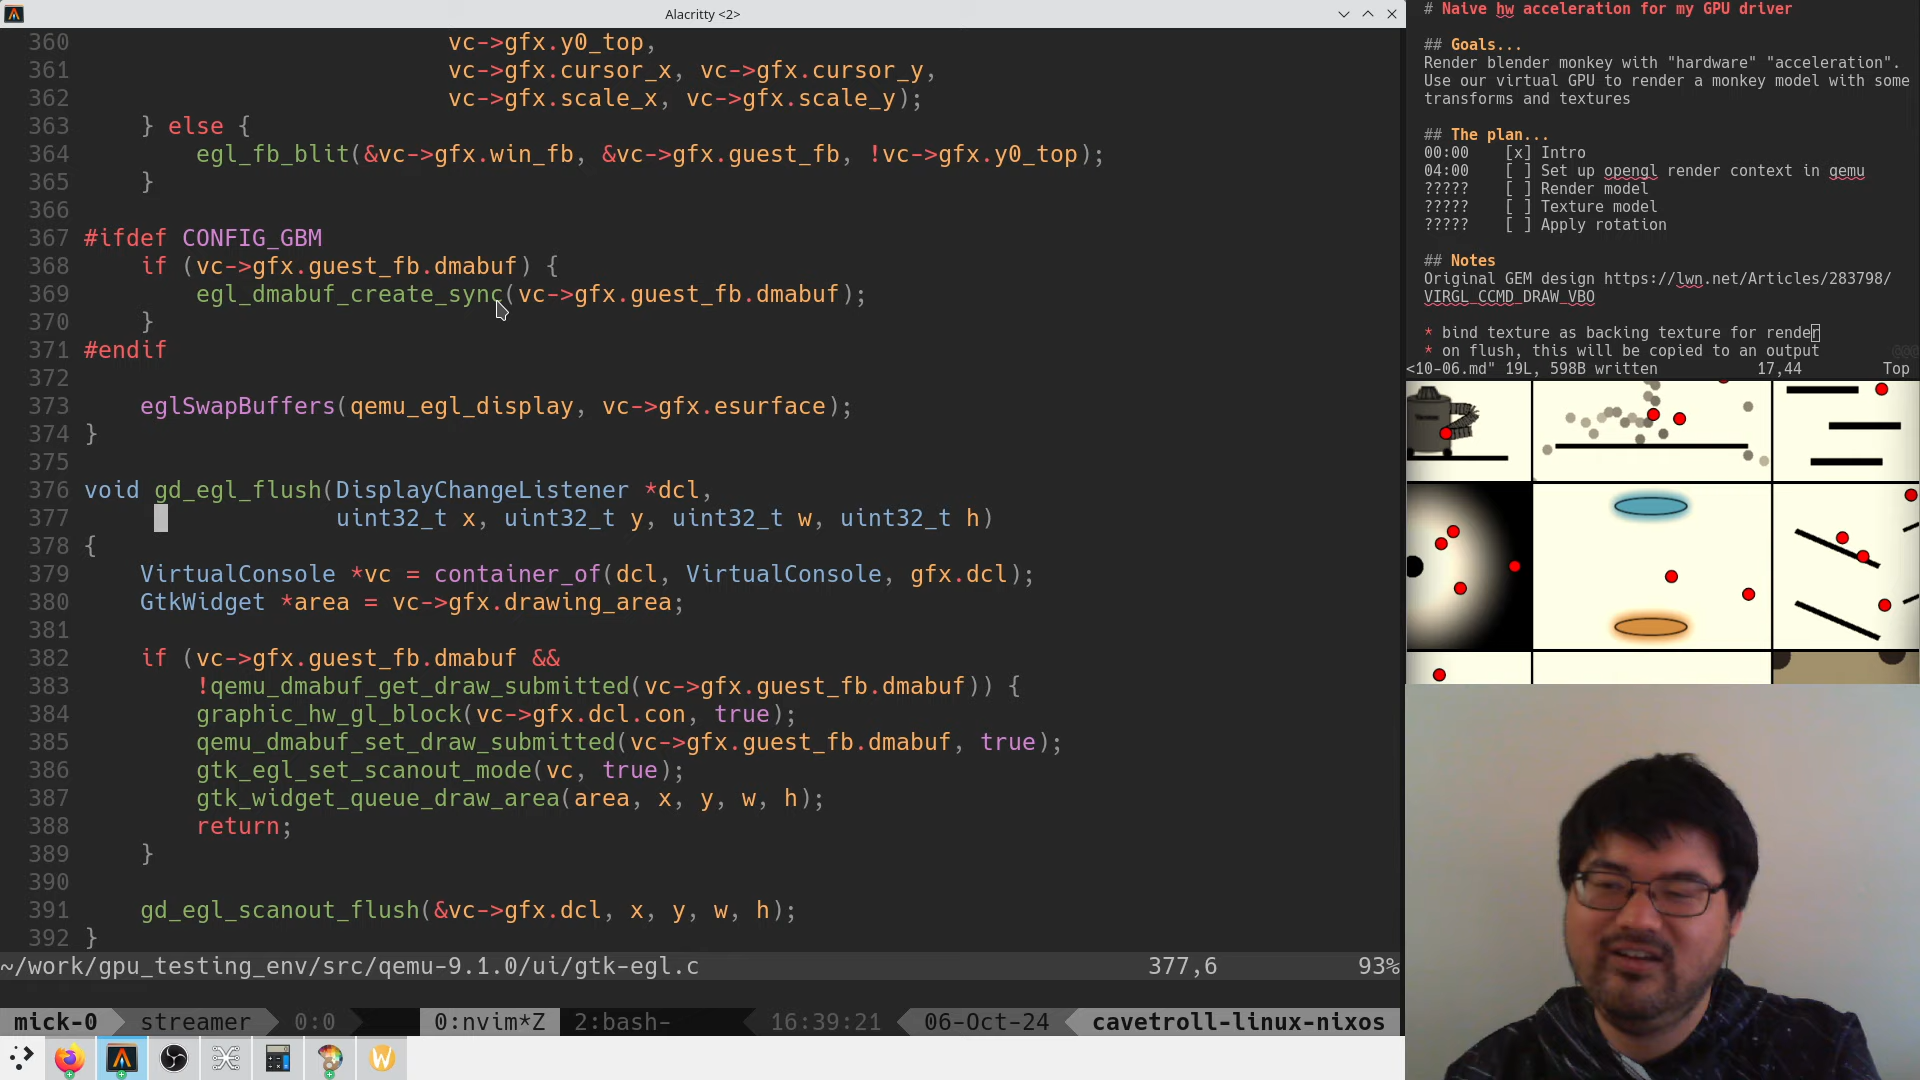 Alacritty <2>
360 vc->gfx.y0_top,
361 vc->gfx.cursor_x, vc->gfx.cursor_y,
362 vc->gfx.scale_x, vc->gfx.scale_y);
363 } else {
364 egl_fb_blit(&vc->gfx.win_fb, &vc->gfx.guest_fb, !vc->gfx.y0_top);
365 }
366
367 #ifdef CONFIG_GBM
368 if (vc->gfx.guest_fb.dmabuf) {
369 egl_dmabuf_create_sync(vc->gfx.guest_fb.dmabuf);
370 }
371 #endif
372
373 eglSwapBuffers(qemu_egl_display, vc->gfx.esurface);
374 }
375
376 void gd_egl_flush(DisplayChangeListener *dcl,
377 uint32_t x, uint32_t y, uint32_t w, uint32_t h)
378 {
379 VirtualConsole *vc = container_of(dcl, VirtualConsole, gfx.dcl);
380 GtkWidget *area = vc->gfx.drawing_area;
381
382 if (vc->gfx.guest_fb.dmabuf &&
383 !qemu_dmabuf_get_draw_submitted(vc->gfx.guest_fb.dmabuf)) {
384 graphic_hw_gl_block(vc->gfx.dcl.con, true);
385 qemu_dmabuf_set_draw_submitted(vc->gfx.guest_fb.dmabuf, true);
386 gtk_egl_set_scanout_mode(vc, true);
387 gtk_widget_queue_draw_area(area, x, y, w, h);
388 return;
389 }
390
391 gd_egl_scanout_flush(&vc->gfx.dcl, x, y, w, h);
392 }
~/work/gpu_testing_env/src/qemu-9.1.0/ui/gtk-egl.c 377,6 93%
mick-0 streamer 0:0 0:nvim*Z 2:bash- 16:39:21 06-Oct-24 cavetroll-linux-nixos
# Naive hw acceleration for my GPU driver
## Goals...
Render blender monkey with "hardware" "acceleration".
Use our virtual GPU to render a monkey model with some
transforms and textures
## The plan...
00:00 [x] Intro
04:00 [ ] Set up opengl render context in qemu
????? [ ] Render model
????? [ ] Texture model
????? [ ] Apply rotation
## Notes
Original GEM design https://lwn.net/Articles/283798/
VIRGL_CCMD_DRAW_VBO
* bind texture as backing texture for render
* on flush, this will be copied to an output
<10-06.md" 19L, 598B written 17,44 Top